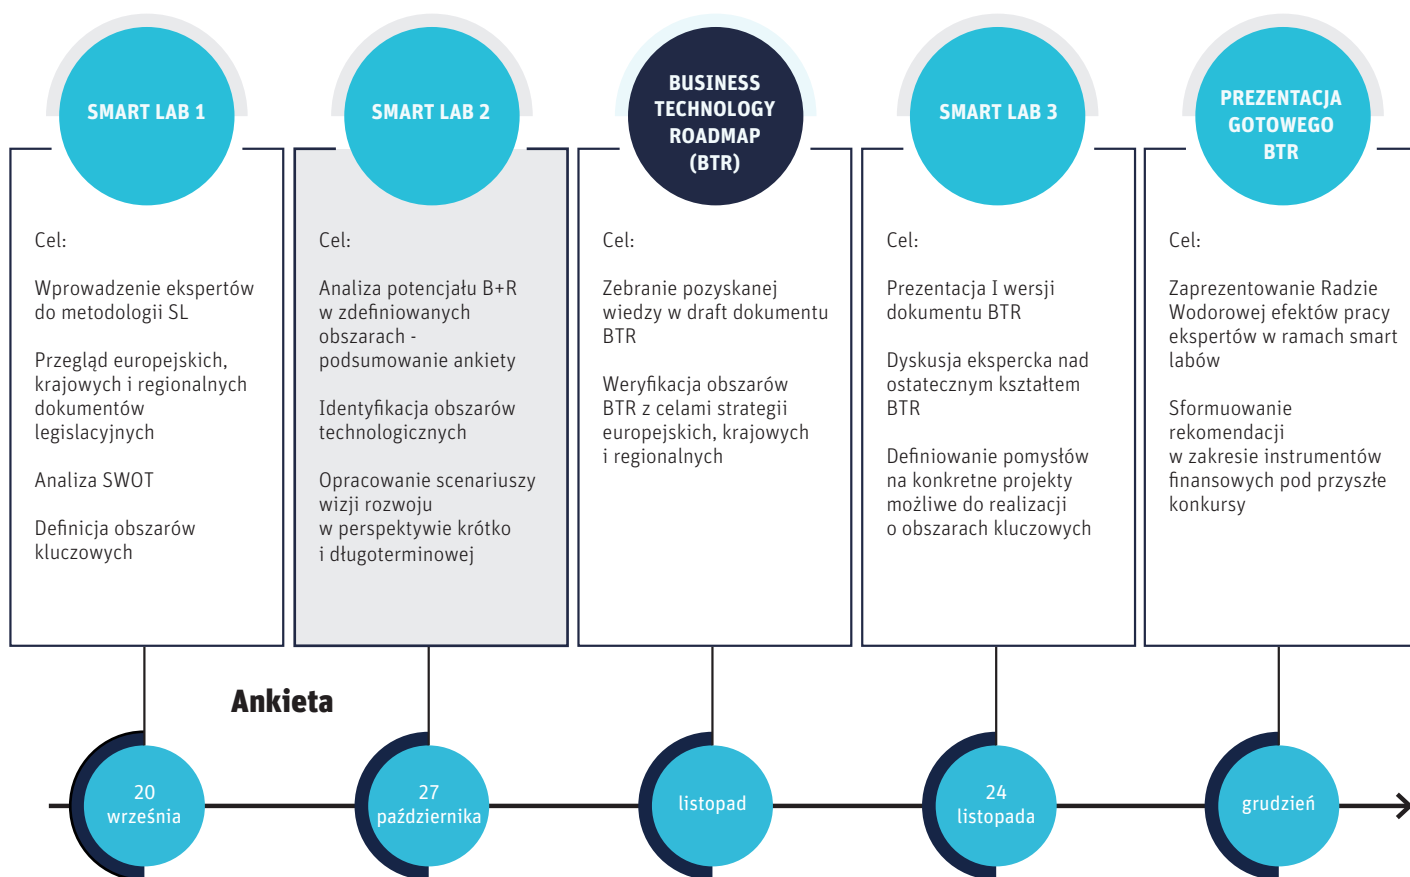 SMART LAB 1
Cel:
Wprowadzenie ekspertów
do metodologii SL
Przegląd europejskich,
krajowych i regionalnych
dokumentów
legislacyjnych
Analiza SWOT
Definicja obszarów
kluczowych
SMART LAB 2
Cel:
Analiza potencjału B+R
w zdefiniowanych
obszarach -
podsumowanie ankiety
Identyfikacja obszarów
technologicznych
Opracowanie scenariuszy
wizji rozwoju
w perspektywie krótko
i długoterminowej
BUSINESS
TECHNOLOGY
ROADMAP
(BTR)
Cel:
Zebranie pozyskanej
wiedzy w draft dokumentu
BTR
Weryfikacja obszarów
BTR z celami strategii
europejskich, krajowych
i regionalnych
SMART LAB 3
Cel:
Prezentacja I wersji
dokumentu BTR
Dyskusja ekspercka nad
ostatecznym kształtem
BTR
Definiowanie pomysłów
na konkretne projekty
możliwe do realizacji
o obszarach kluczowych
PREZENTACJA
GOTOWEGO
BTR
Cel:
Zaprezentowanie Radzie
Wodorowej efektów pracy
ekspertów w ramach smart
labów
Sformuowanie
rekomendacji
w zakresie instrumentów
finansowych pod przyszłe
konkursy
Ankieta
20
września
27
października
listopad
24
listopada
grudzień